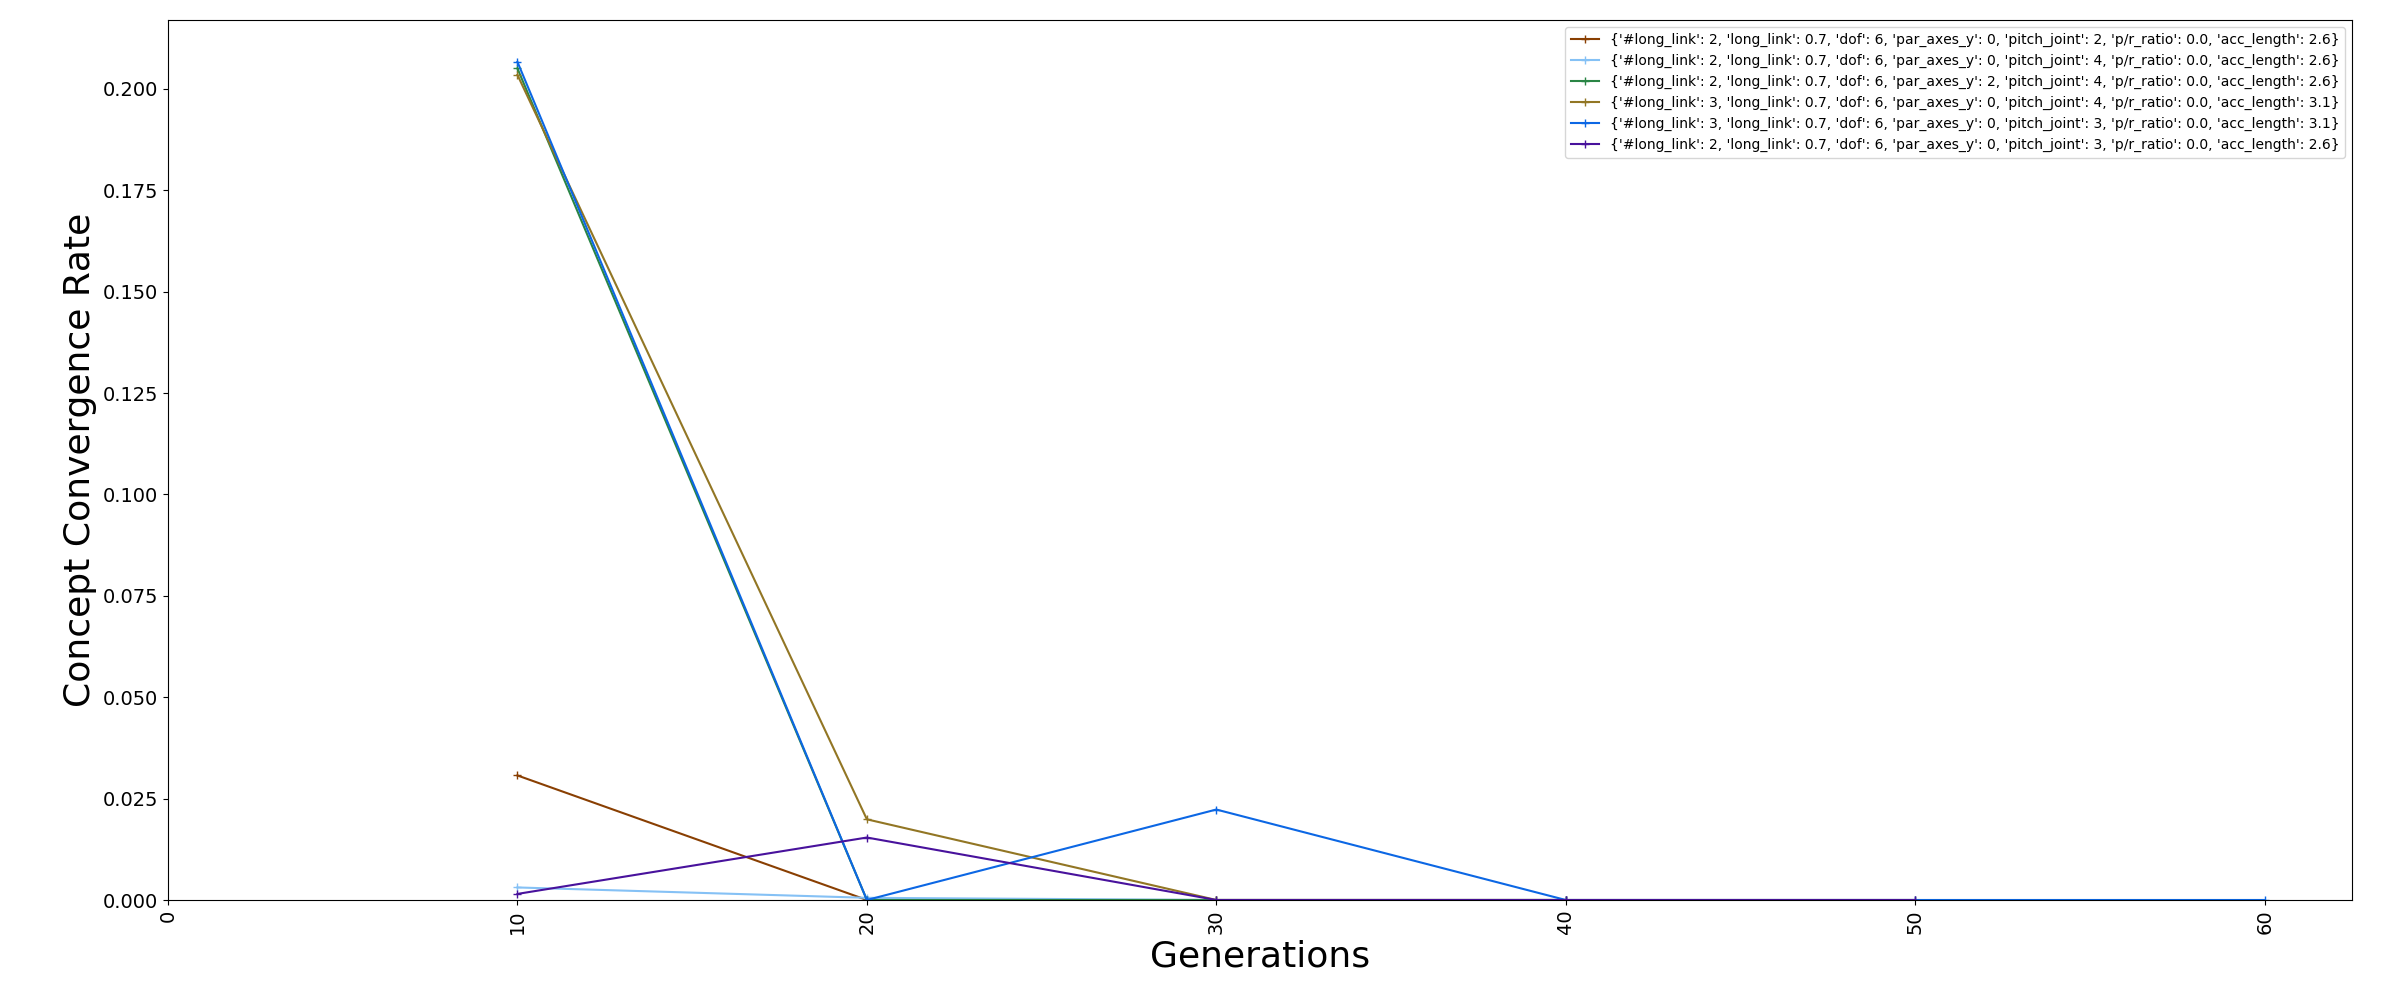 {'#long_link': 2, 'long_link': 0.7, 'dof': 6, 'par_axes_y': 0, 'pitch_joint': 2, 'p/r_ratio': 0.0, 'acc_length': 2.6}
{'#long_link': 2, 'long_link': 0.7, 'dof': 6, 'par_axes_y': 0, 'pitch_joint': 4, 'p/r_ratio': 0.0, 'acc_length': 2.6}
{'#long_link': 2, 'long_link': 0.7, 'dof': 6, 'par_axes_y': 2, 'pitch_joint': 4, 'p/r_ratio': 0.0, 'acc_length': 2.6}
{'#long_link': 3, 'long_link': 0.7, 'dof': 6, 'par_axes_y': 0, 'pitch_joint': 4, 'p/r_ratio': 0.0, 'acc_length': 3.1}
{'#long_link': 3, 'long_link': 0.7, 'dof': 6, 'par_axes_y': 0, 'pitch_joint': 3, 'p/r_ratio': 0.0, 'acc_length': 3.1}
{'#long_link': 2, 'long_link': 0.7, 'dof': 6, 'par_axes_y': 0, 'pitch_joint': 3, 'p/r_ratio': 0.0, 'acc_length': 2.6}
Concept Convergence Rate
0.200
0.175
0.150
0.125
0.100
0.075
0.050
0.025
0.000
0
10
20
30
40
50
60
Generations